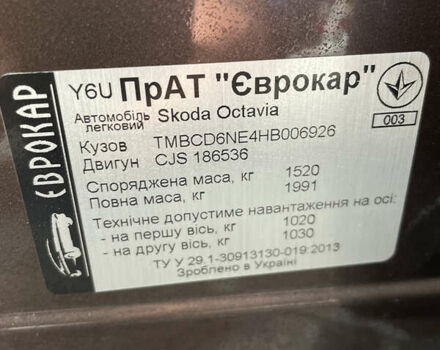 ЄВРОКАР
Y6U ПрАТ "Єврокар"
Автомобіль легковий Skoda Octavia
003
Кузов TMBCD6NE4HB006926
Двигун CJS 186536
Споряджена маса, кг 1520
Повна маса, кг 1991
Технічне допустиме навантаження на осі:
- на першу вісь, кг 1020
- на другу вісь, кг 1030
ТУ У 29.1-30913130-019:2013
Зроблено в Україні